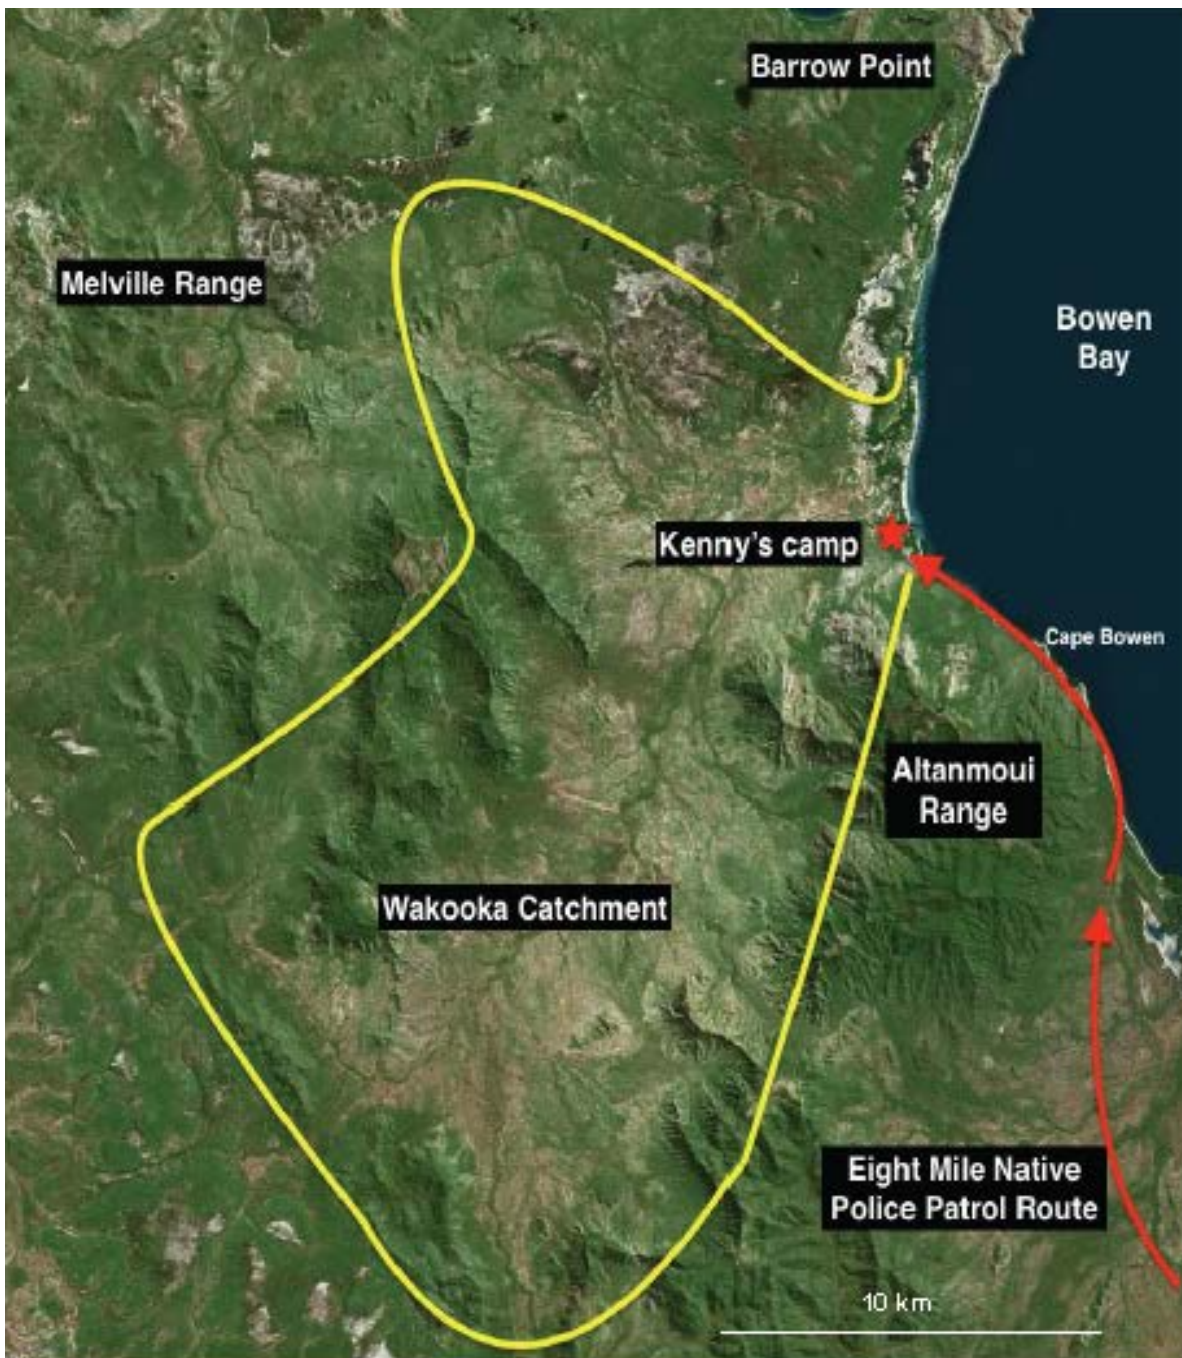 Barrow Point
Melville Range
Bowen
Bay
Kenny's camp
Cape Bowen
Altanmoui
Range
Wakooka Catchment
Eight Mile Native
Police Patrol Route
10 km